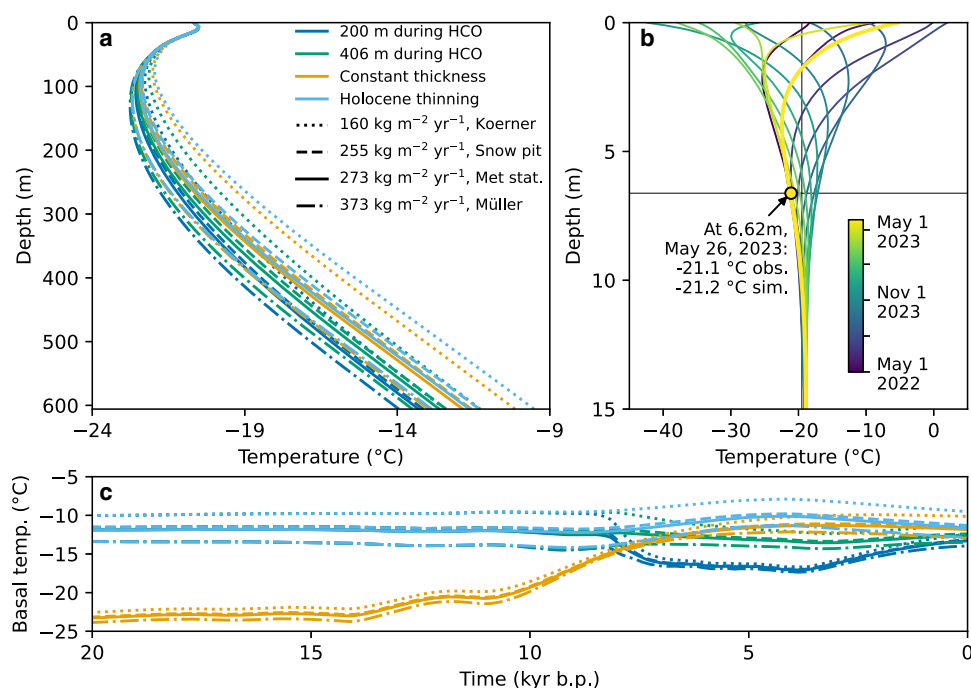 a
200 m during HCO
406 m during HCO
Constant thickness
Holocene thinning
160 kg m⁻² yr⁻¹, Koerner
255 kg m⁻² yr⁻¹, Snow pit
273 kg m⁻² yr⁻¹, Met stat.
373 kg m⁻² yr⁻¹, Müller
0
100
200
300
400
500
600
Depth (m)
−24
−19
−14
−9
Temperature (°C)
b
0
5
10
15
Depth (m)
At 6.62m,
May 26, 2023:
-21.1 °C obs.
-21.2 °C sim.
May 1
2023
Nov 1
2023
May 1
2022
−40
−30
−20
−10
0
Temperature (°C)
c
−5
−10
−15
−20
−25
Basal temp. (°C)
20
15
10
5
0
Time (kyr b.p.)